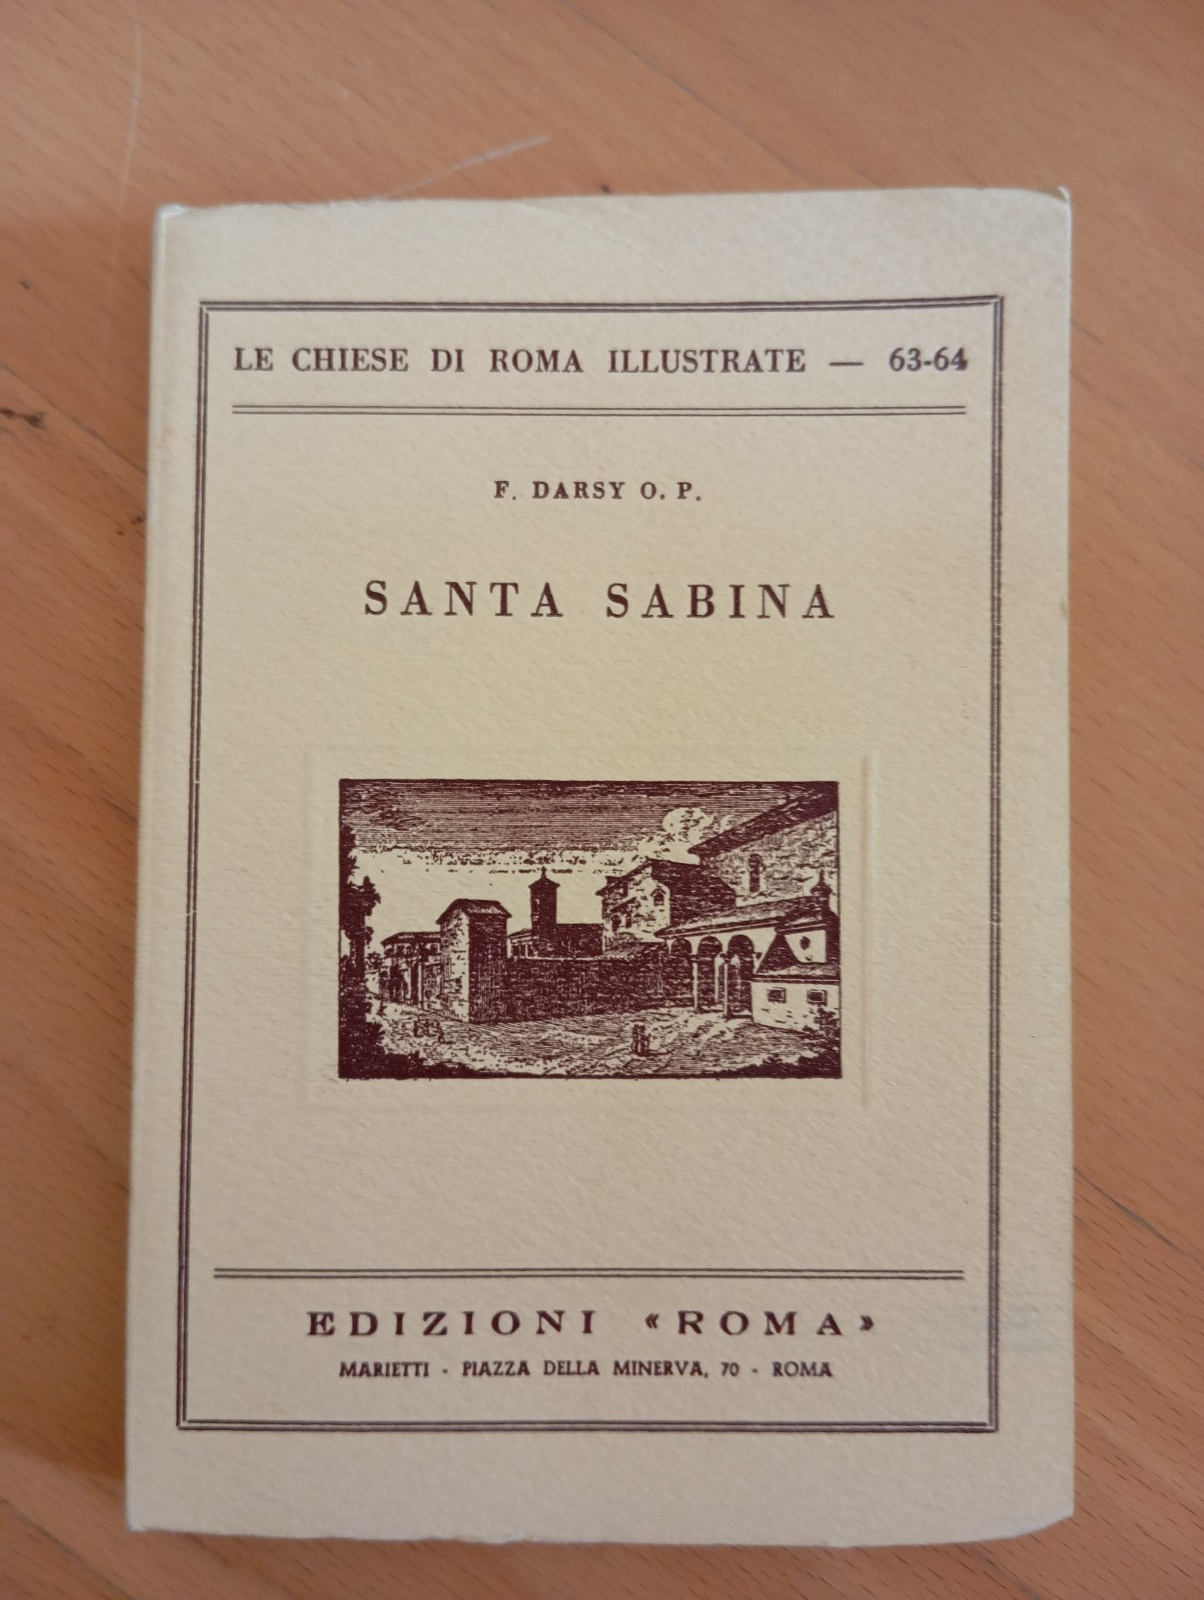 LE CHIESE DI ROMA ILLUSTRATE — 63-64
F. DARSY O. P.
SANTA SABINA
EDIZIONI «ROMA»
MARIETTI - PIAZZA DELLA MINERVA, 70 - ROMA